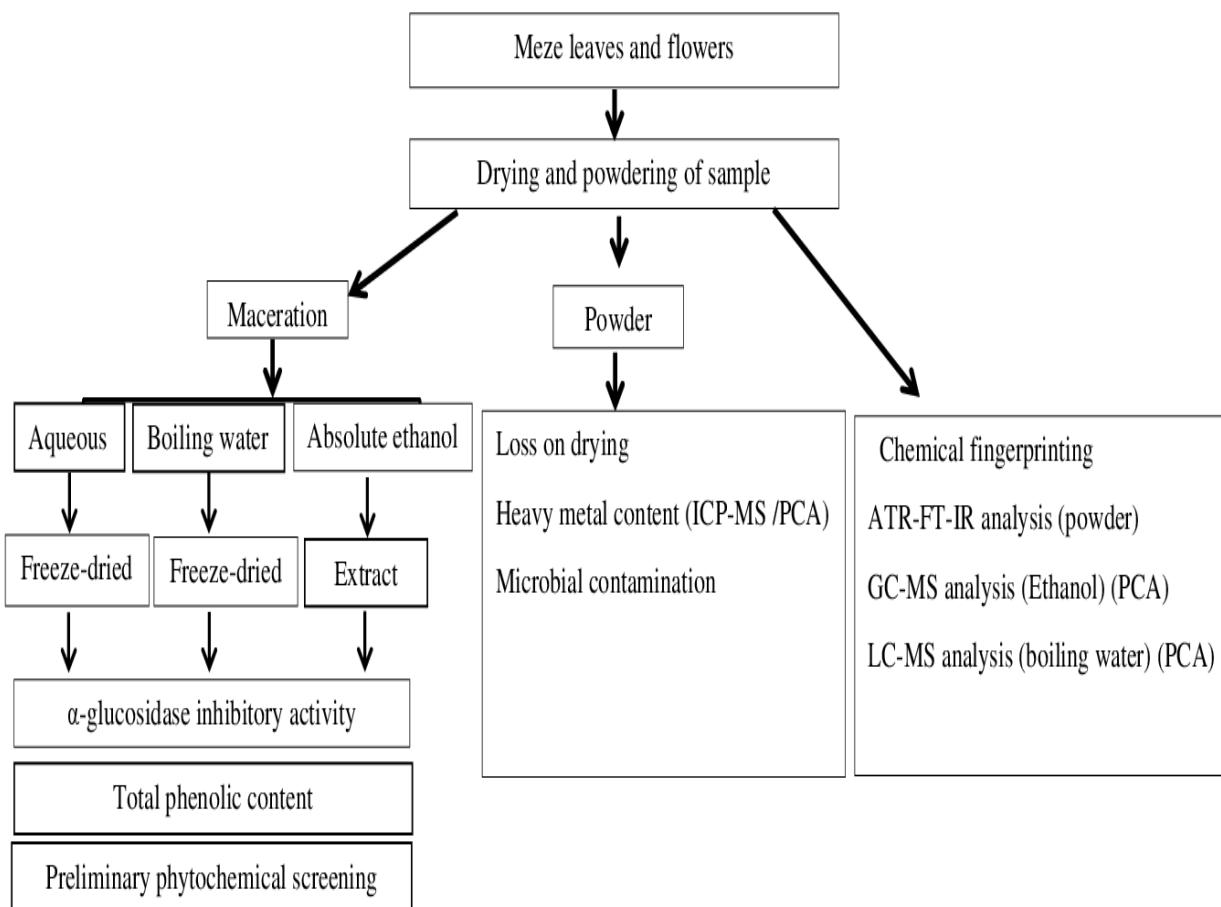 Meze leaves and flowers
Drying and powdering of sample
Maceration
Powder
Aqueous
Boiling water
Absolute ethanol
Freeze-dried
Freeze-dried
Extract
α-glucosidase inhibitory activity
Total phenolic content
Preliminary phytochemical screening
Loss on drying
Heavy metal content (ICP-MS /PCA)
Microbial contamination
Chemical fingerprinting
ATR-FT-IR analysis (powder)
GC-MS analysis (Ethanol) (PCA)
LC-MS analysis (boiling water) (PCA)